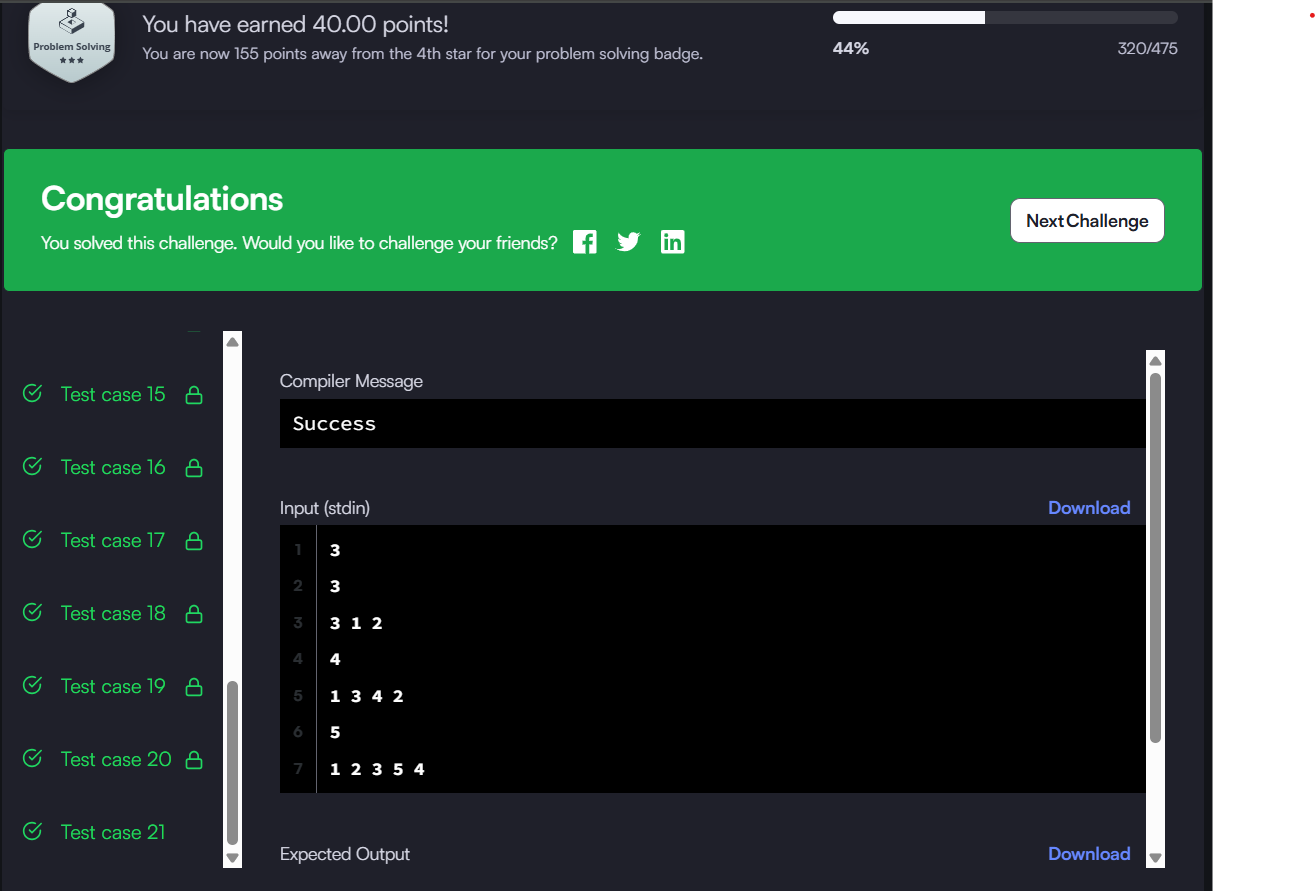 You have earned 40.00 points!
Problem Solving
You are now 155 points away from the 4th star for your problem solving badge.
44%
320/475
Congratulations
You solved this challenge. Would you like to challenge your friends?
Next Challenge
Test case 15
Test case 16
Test case 17
Test case 18
Test case 19
Test case 20
Test case 21
Compiler Message
Success
Input (stdin)
Download
1 3
2 3
3 3 1 2
4 4
5 1 3 4 2
6 5
7 1 2 3 5 4
Expected Output
Download